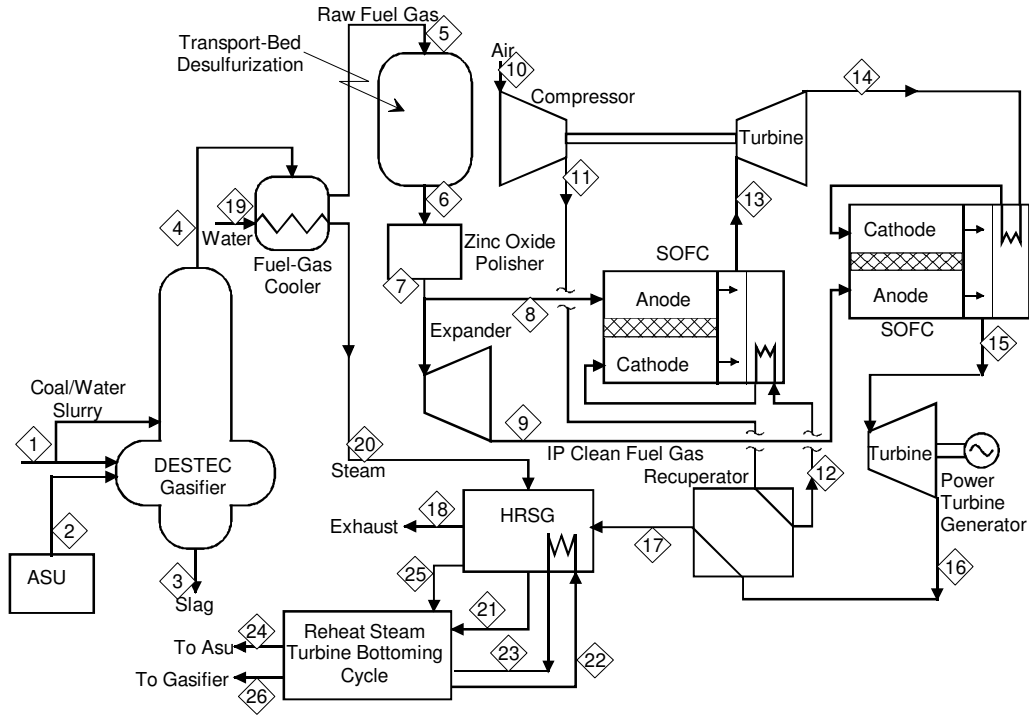 Raw Fuel Gas
5
Transport-Bed
Desulfurization
Air
10
Compressor
14
Turbine
11
13
6
19
Water
4
Fuel-Gas
Cooler
Zinc Oxide
Polisher
7
SOFC
Cathode
Anode
SOFC
15
Anode
Cathode
8
Expander
Coal/Water
Slurry
1
DESTEC
Gasifier
9
IP Clean Fuel Gas
20
Steam
Recuperator
12
Turbine
Power
Turbine
Generator
2
HRSG
18
Exhaust
17
16
ASU
3
Slag
25
21
24
To Asu
Reheat Steam
Turbine Bottoming
Cycle
23
22
To Gasifier
26